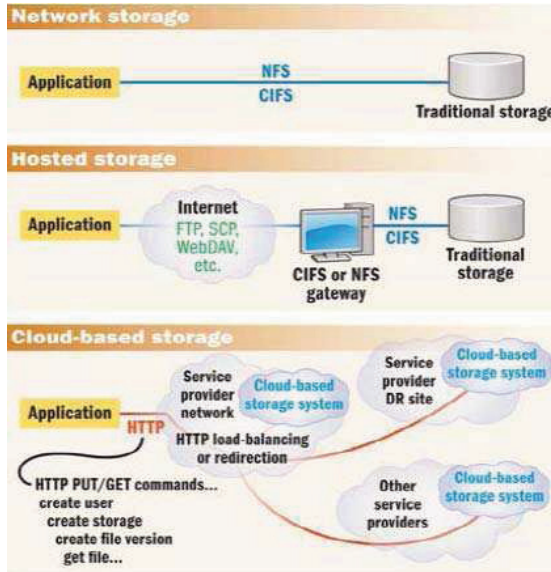 Network storage
Application
NFS
CIFS
Traditional storage
Hosted storage
Application
Internet
FTP, SCP,
WebDAV,
etc.
CIFS or NFS
gateway
NFS
CIFS
Traditional
storage
Cloud-based storage
Application
HTTP
Service
provider
network
Cloud-based
storage system
HTTP load-balancing
or redirection
Service
provider
DR site
Cloud-based
storage system
Other
service
providers
Cloud-based
storage system
HTTP PUT/GET commands...
create user
create storage
create file version
get file...